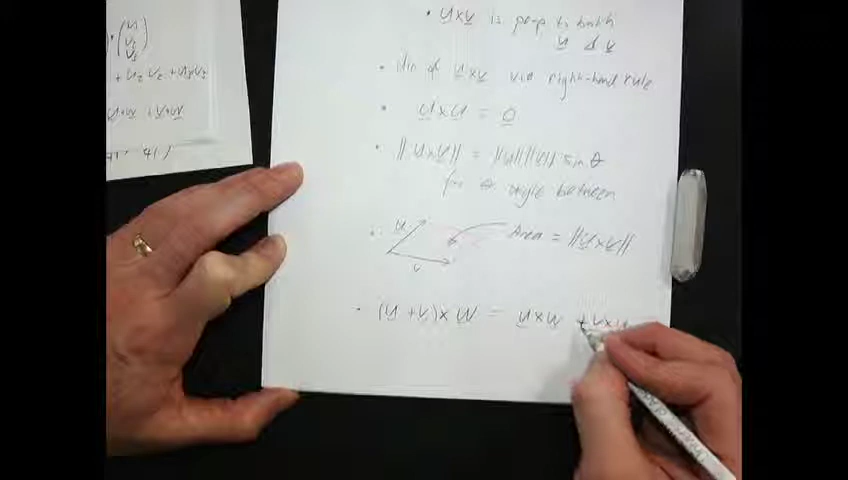 • u×v is perp to both
u & v
• dir of u×v via right-hand rule
• u×u = 0
• ||u×v|| = ||u|| ||v|| sin θ
for θ angle between
u
v
Area = ||u×v||
• (u + v)×w = u×w + v×w